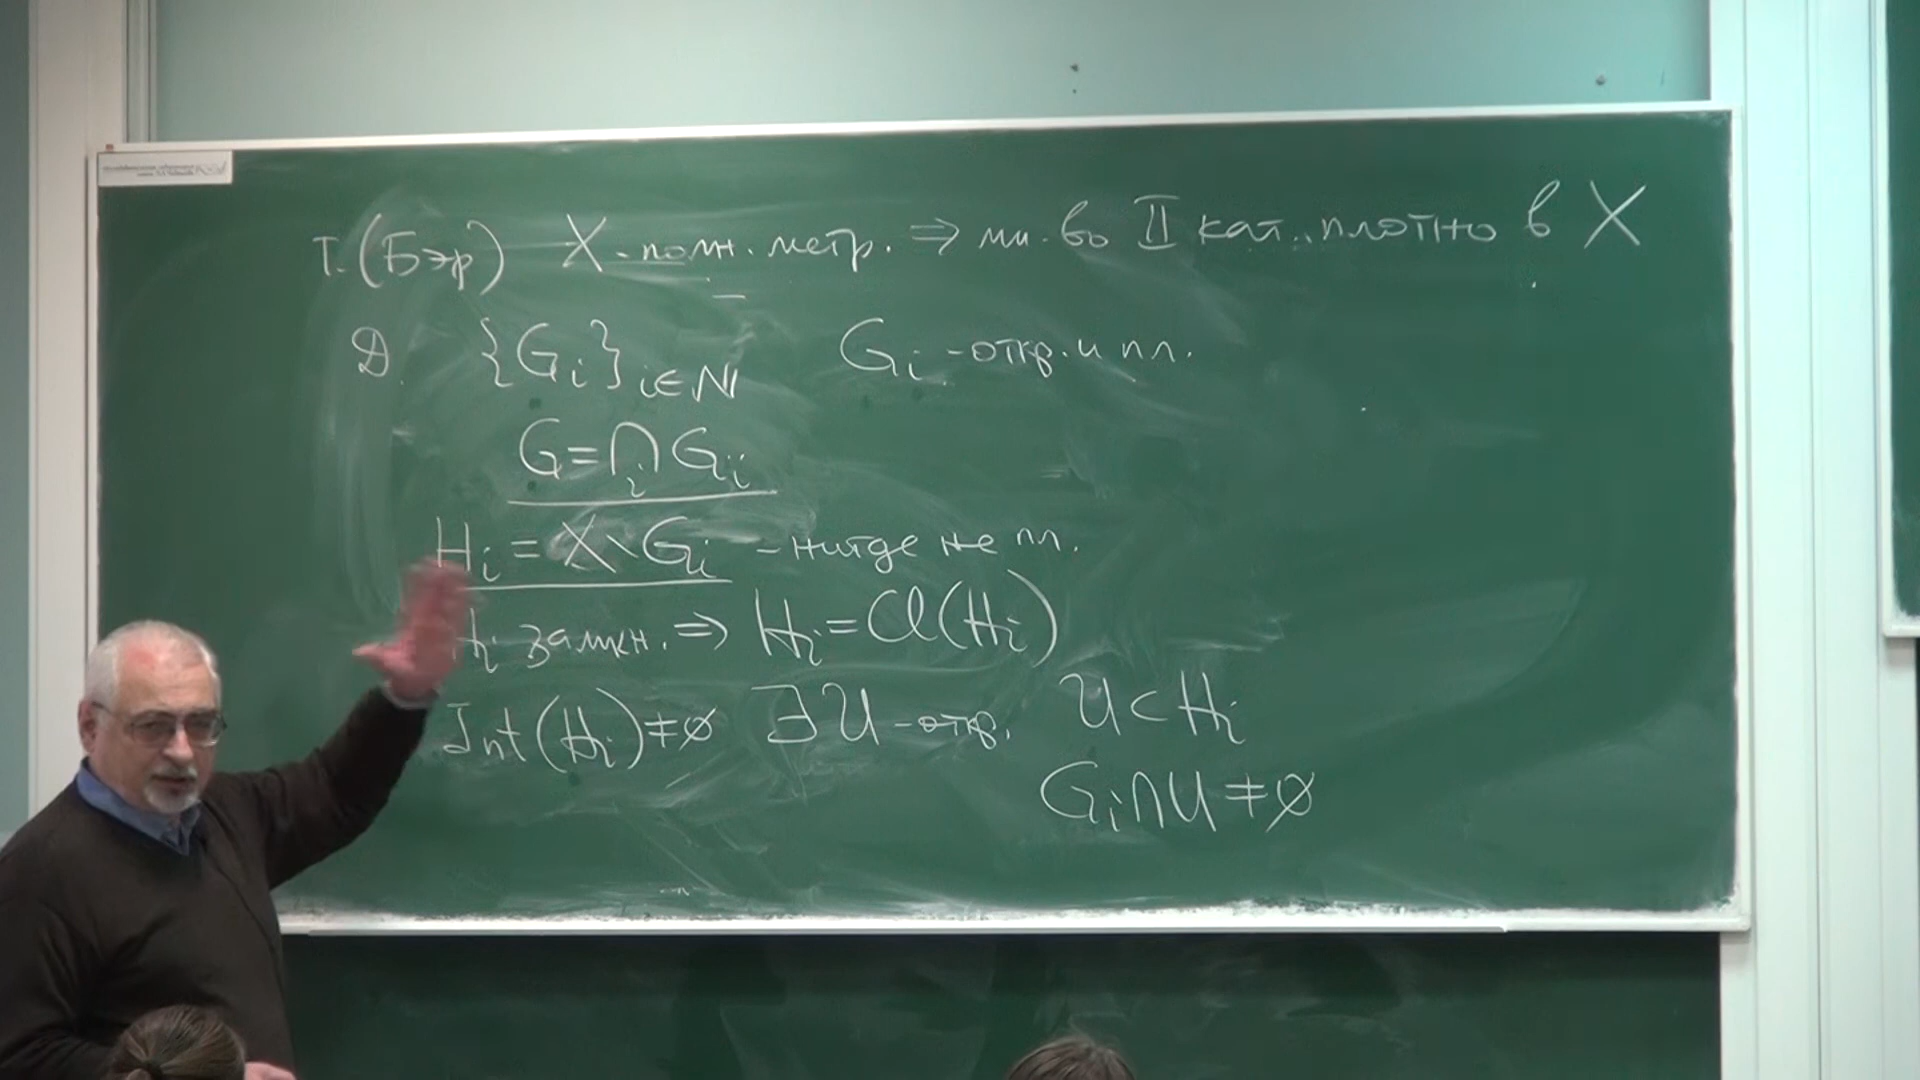 Т. (Бэр) X - полн. метр. ⇒ мн. во II кат. плотно в X
Д. {G_i}_{i∈ℕ} G_i - откр. и пл.
G = ⋂_i G_i
H_i = X \ G_i - нигде не пл.
H_i замкн. ⇒ H_i = Cl(H_i)
Int(H_i) ≠ ∅ ∃ U - откр. U ⊂ H_i
G_i ∩ U ≠ ∅